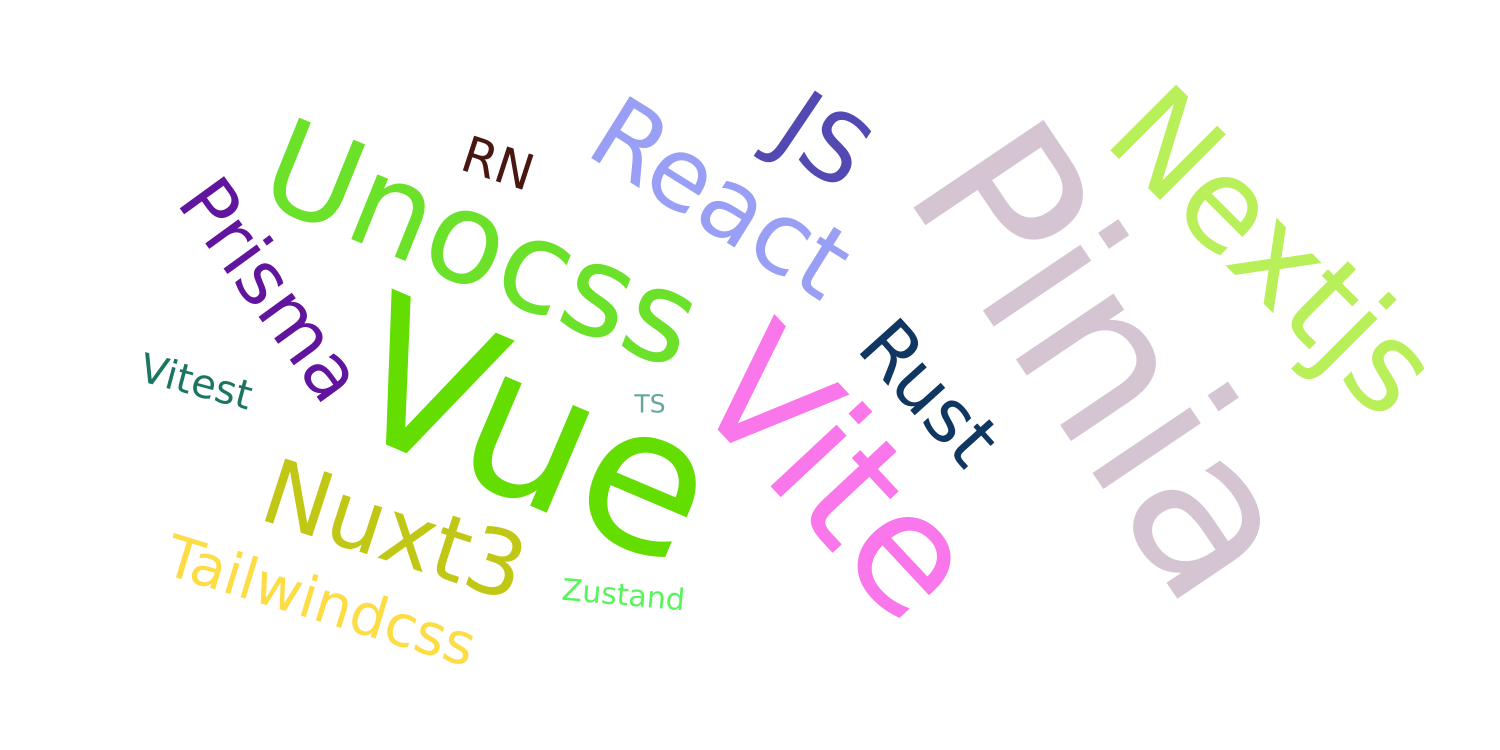 Nextjs
JS
React
Pinia
Unocss
RN
Prisma
Vue
Vite
Rust
Vitest
TS
Nuxt3
Tailwindcss
Zustand